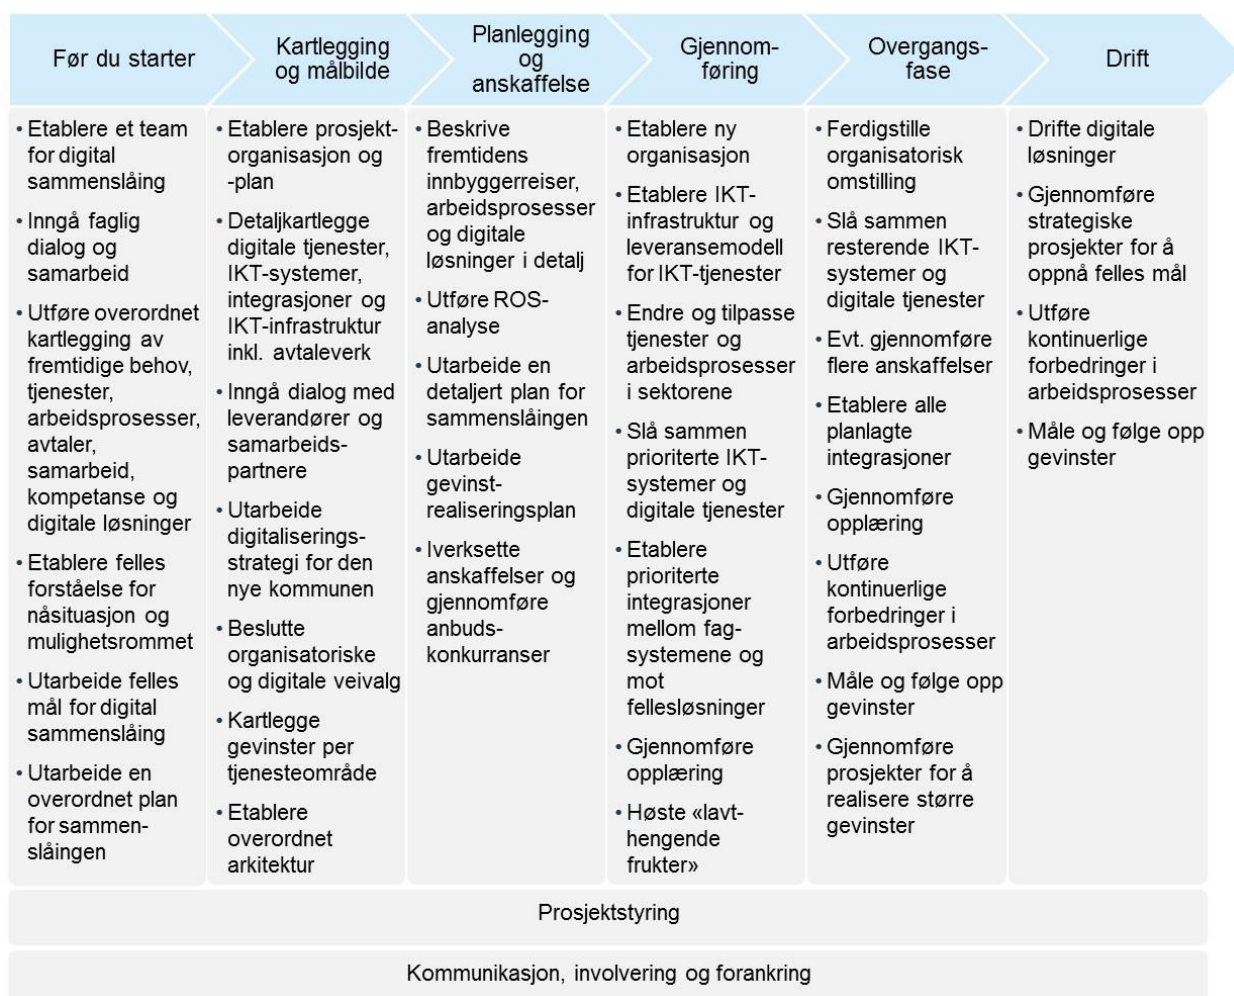 Før du starter
Kartlegging
og målbilde
Planlegging
og
anskaffelse
Gjennom-
føring
Overgangs-
fase
Drift
• Etablere et team
for digital
sammenslåing
• Inngå faglig
dialog og
samarbeid
• Utføre overordnet
kartlegging av
fremtidige behov,
tjenester,
arbeidsprosesser,
avtaler,
samarbeid,
kompetanse og
digitale løsninger
• Etablere felles
forståelse for
nåsituasjon og
mulighetsrommet
• Utarbeide felles
mål for digital
sammenslåing
• Utarbeide en
overordnet plan
for sammen-
slåingen
• Etablere prosjekt-
organisasjon og
-plan
• Detaljkartlegge
digitale tjenester,
IKT-systemer,
integrasjoner og
IKT-infrastruktur
inkl. avtaleverk
• Inngå dialog med
leverandører og
samarbeids-
partnere
• Utarbeide
digitaliserings-
strategi for den
nye kommunen
• Beslutte
organisatoriske
og digitale veivalg
• Kartlegge
gevinster per
tjenesteområde
• Etablere
overordnet
arkitektur
• Beskrive
fremtidens
innbyggerreiser,
arbeidsprosesser
og digitale
løsninger i detalj
• Utføre ROS-
analyse
• Utarbeide en
detaljert plan for
sammenslåingen
• Utarbeide
gevinst-
realiseringsplan
• Iverksette
anskaffelser og
gjennomføre
anbuds-
konkurranser
• Etablere ny
organisasjon
• Etablere IKT-
infrastruktur og
leveransemodell
for IKT-tjenester
• Endre og tilpasse
tjenester og
arbeidsprosesser
i sektorene
• Slå sammen
prioriterte IKT-
systemer og
digitale tjenester
• Etablere
prioriterte
integrasjoner
mellom fag-
systemene og
mot
fellesløsninger
• Gjennomføre
opplæring
• Høste «lavt-
hengende
frukter»
• Ferdigstille
organisatorisk
omstilling
• Slå sammen
resterende IKT-
systemer og
digitale tjenester
• Evt. gjennomføre
flere anskaffelser
• Etablere alle
planlagte
integrasjoner
• Gjennomføre
opplæring
• Utføre
kontinuerlige
forbedringer i
arbeidsprosesser
• Måle og følge opp
gevinster
• Gjennomføre
prosjekter for å
realisere større
gevinster
• Drifte digitale
løsninger
• Gjennomføre
strategiske
prosjekter for å
oppnå felles mål
• Utføre
kontinuerlige
forbedringer i
arbeidsprosesser
• Måle og følge opp
gevinster
Prosjektstyring
Kommunikasjon, involvering og forankring